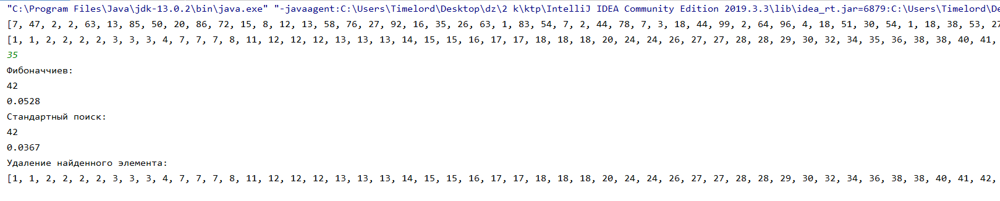 "C:\Program Files\Java\jdk-13.0.2\bin\java.exe" "-javaagent:C:\Users\Timelord\Desktop\dz\2 k\ktp\IntelliJ IDEA Community Edition 2019.3.3\lib\idea_rt.jar=6879:C:\Users\Timelord\De
[7, 47, 2, 2, 63, 13, 85, 50, 20, 86, 72, 15, 8, 12, 13, 58, 76, 27, 92, 16, 35, 26, 63, 1, 83, 54, 7, 2, 44, 78, 7, 3, 18, 44, 99, 2, 64, 96, 4, 18, 51, 30, 54, 1, 18, 38, 53, 27
[1, 1, 2, 2, 2, 2, 3, 3, 3, 4, 7, 7, 7, 8, 11, 12, 12, 12, 13, 13, 13, 14, 15, 15, 16, 17, 17, 18, 18, 18, 20, 24, 24, 26, 27, 27, 28, 28, 29, 30, 32, 34, 35, 36, 38, 38, 40, 41,
35
Фибоначчиев:
42
0.0528
Стандартный поиск:
42
0.0367
Удаление найденного элемента:
[1, 1, 2, 2, 2, 2, 3, 3, 3, 4, 7, 7, 7, 8, 11, 12, 12, 12, 13, 13, 13, 14, 15, 15, 16, 17, 17, 18, 18, 18, 20, 24, 24, 26, 27, 27, 28, 28, 29, 30, 32, 34, 36, 38, 38, 40, 41, 42,